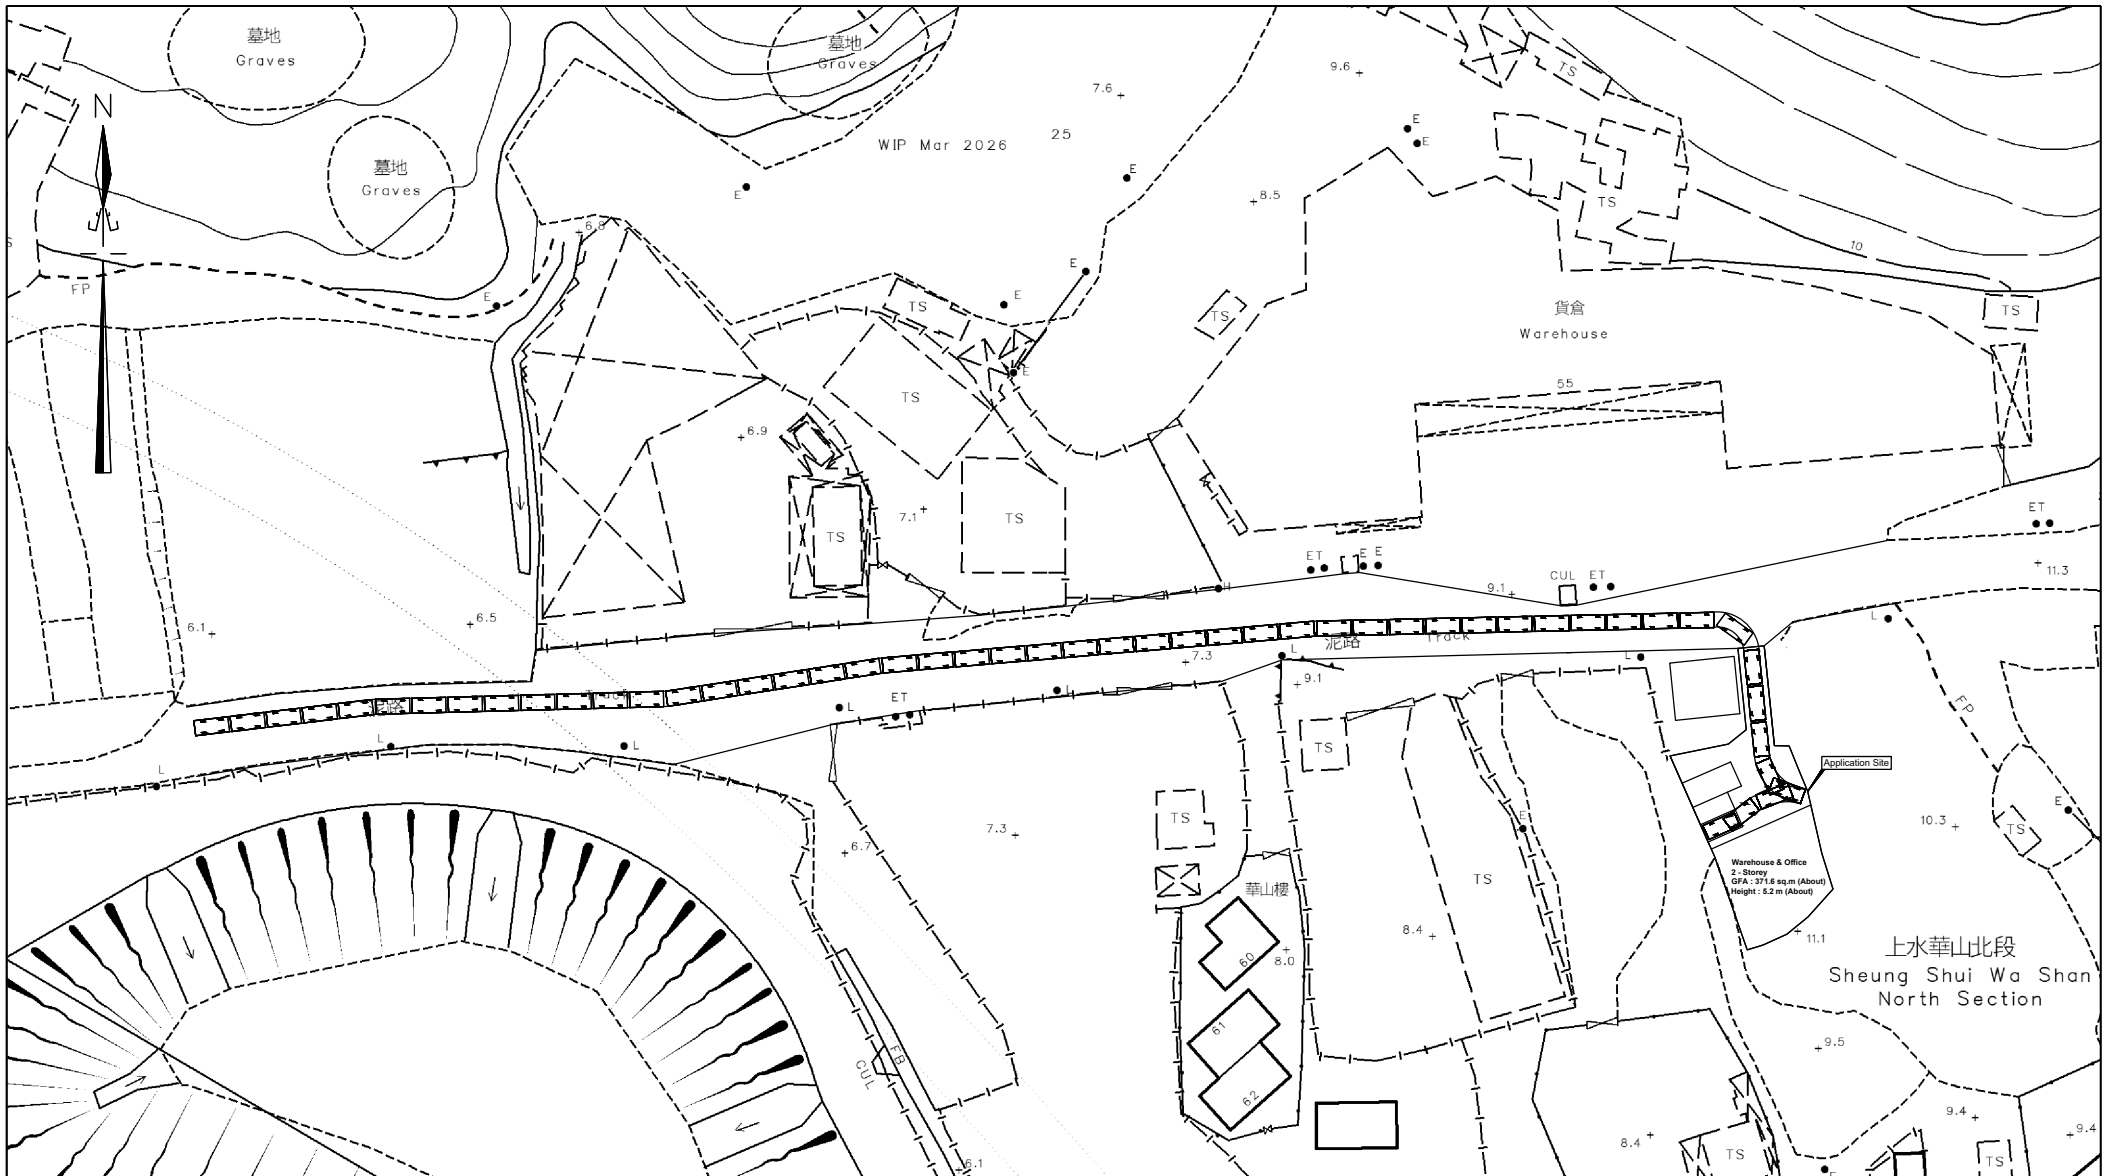 墓地
Graves
墓地
Graves
墓地
Graves
N
FP
E
6.8
WIP Mar 2026
25
7.6
E
E
E
E
9.6
E
E
8.5
TS
TS
10
貨倉
Warehouse
55
TS
TS
TS
E
TS
TS
TS
6.9
7.1
6.1
6.5
ET
E
E
9.1
CUL
ET
ET
11.3
H
泥路
Track
泥路
L
L
L
L
L
L
L
L
ET
7.3
9.1
FP
TS
Application Site
TS
E
TS
E
10.3
TS
6.7
7.3
Warehouse & Office
2 - Storey
GFA : 371.6 sq.m (About)
Height : 5.2 m (About)
華山樓
60
61
62
8.0
8.4
11.1
上水華山北段
Sheung Shui Wa Shan
North Section
FB
CUL
6.1
9.5
9.4
9.4
8.4
TS
TS
E